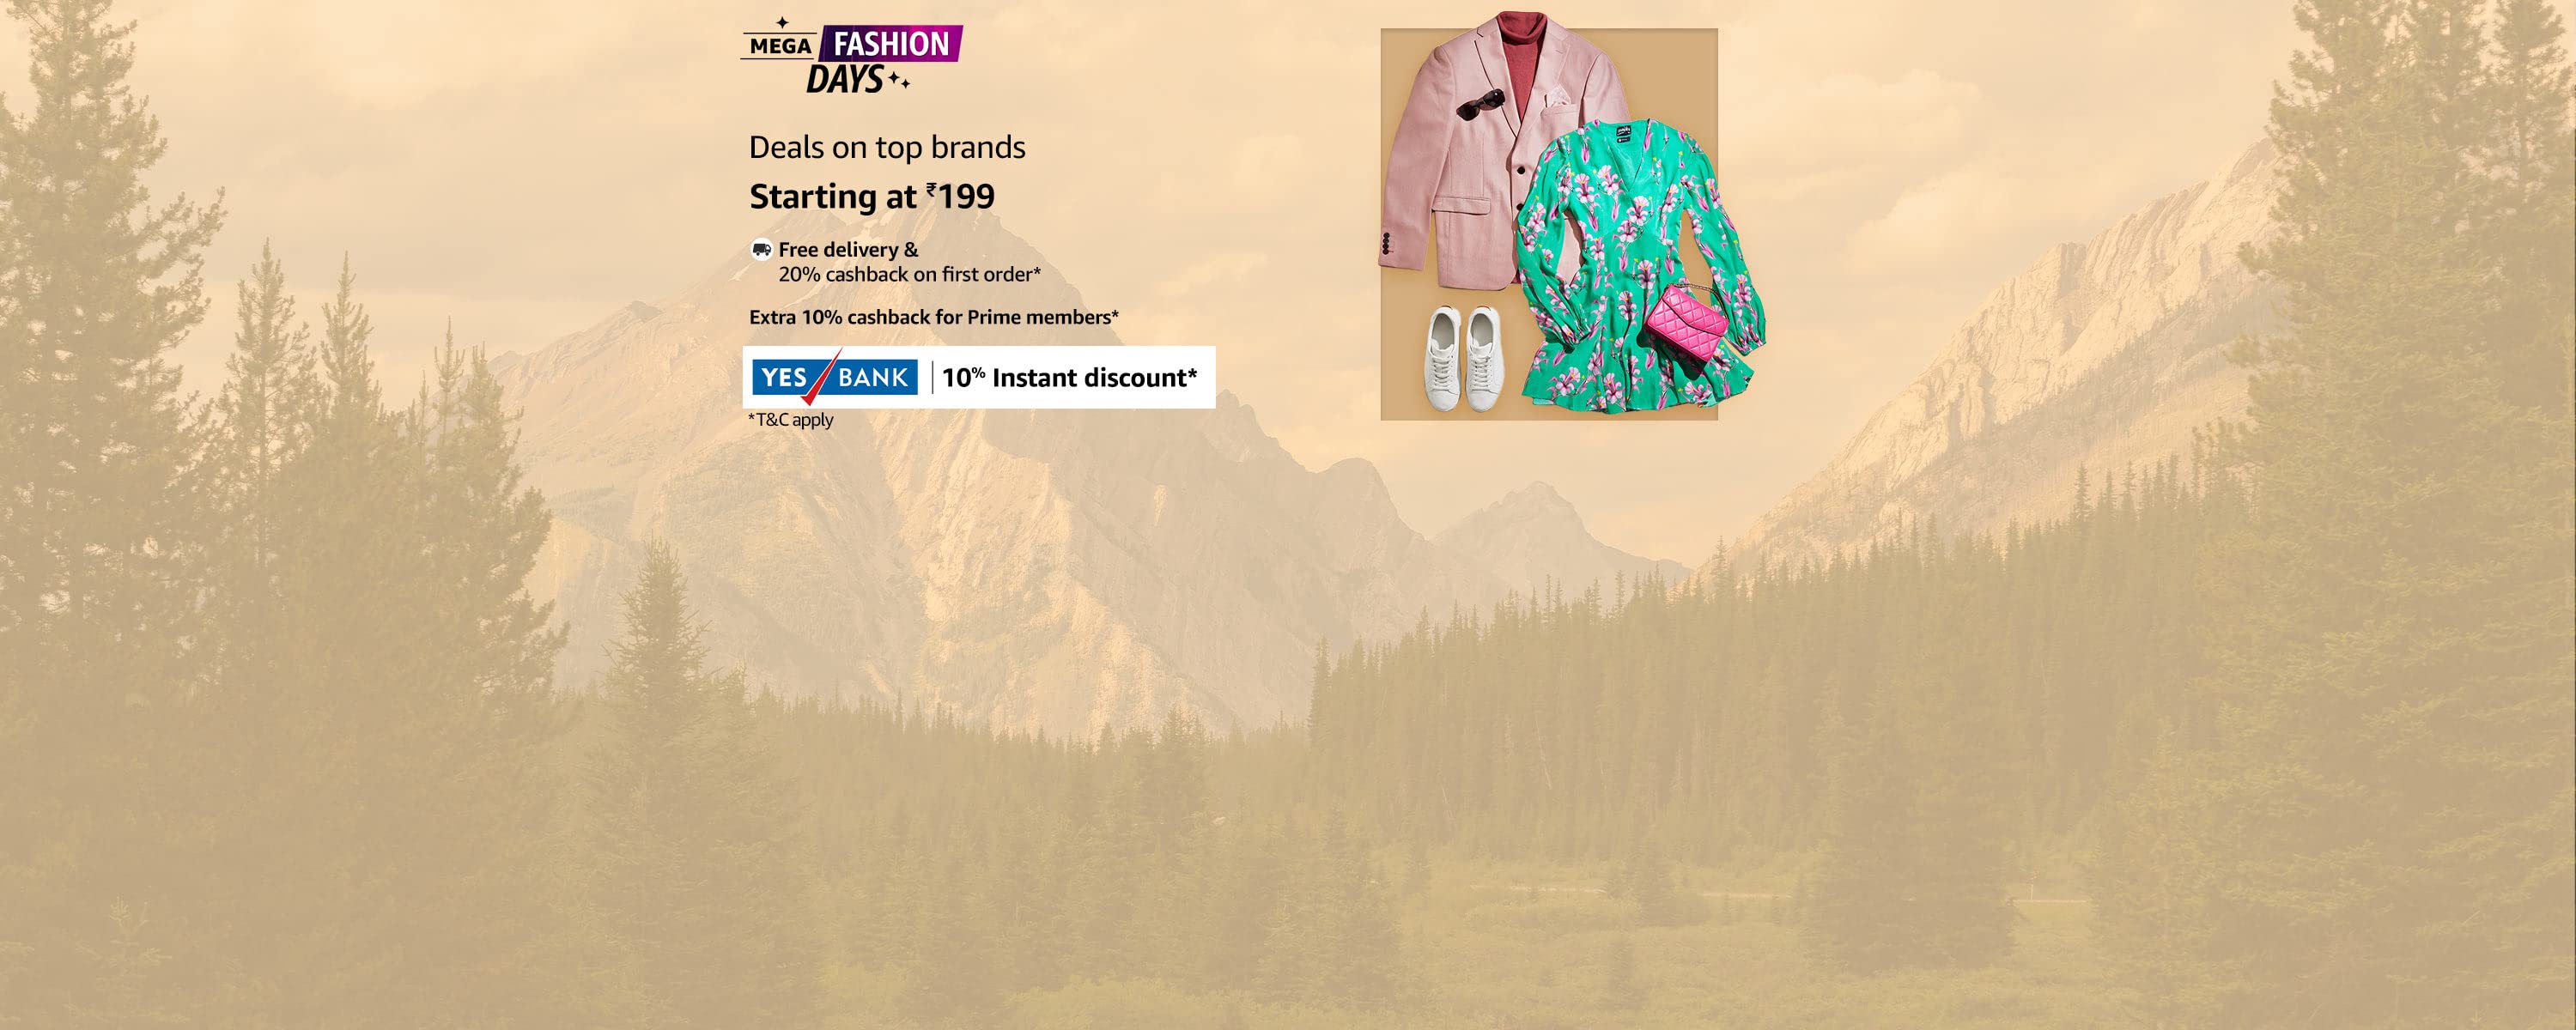 MEGA FASHION
DAYS
Deals on top brands
Starting at ₹199
Free delivery &
20% cashback on first order*
Extra 10% cashback for Prime members*
YES BANK | 10% Instant discount*
*T&C apply